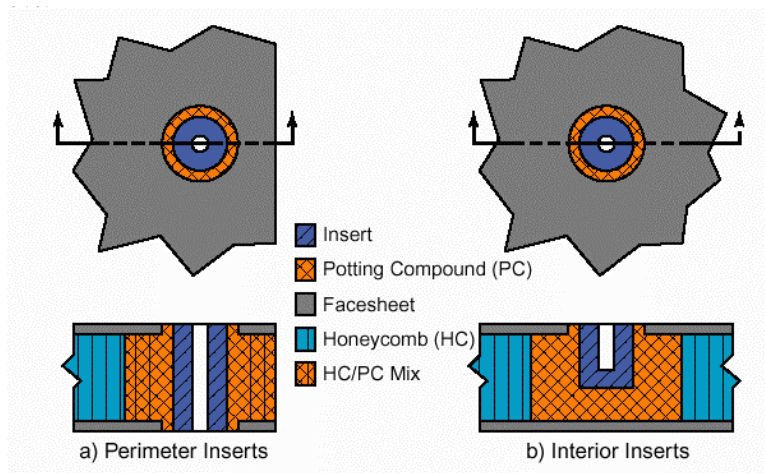 Insert
Potting Compound (PC)
Facesheet
Honeycomb (HC)
HC/PC Mix
a) Perimeter Inserts
b) Interior Inserts